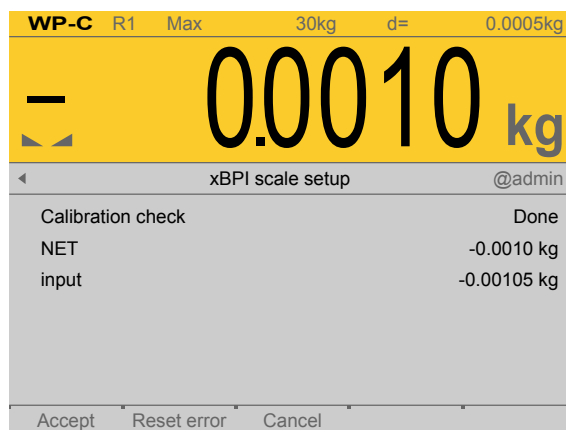 WP-C R1 Max 30kg d= 0.0005kg
– 0.0010 kg
xBPI scale setup @admin
Calibration check Done
NET -0.0010 kg
input -0.00105 kg
Accept Reset error Cancel